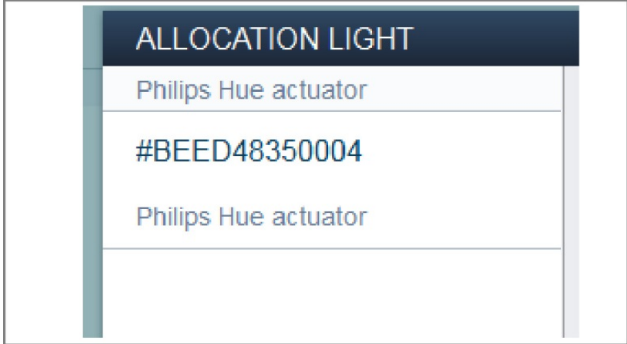 ALLOCATION LIGHT
Philips Hue actuator
#BEED48350004
Philips Hue actuator